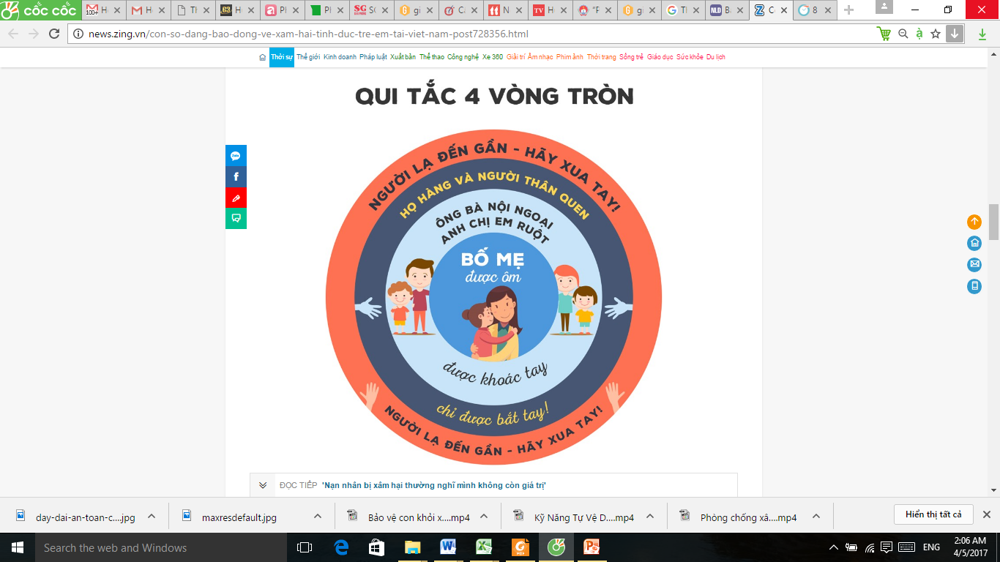 cốc cốc
100+
H
H
Th
63
H
Pl
Pl
SG
SC
gi
C
N
TV
H
"F
gi
Tl
NLD
B
C
8
news.zing.vn/con-so-dang-bao-dong-ve-xam-hai-tinh-duc-tre-em-tai-viet-nam-post728356.html
Thời sự Thế giới Kinh doanh Pháp luật Xuất bản Thể thao Công nghệ Xe 360 Giải trí Âm nhạc Phim ảnh Thời trang Sống trẻ Giáo dục Sức khỏe Du lịch
QUI TẮC 4 VÒNG TRÒN
Zalo
NGƯỜI LẠ ĐẾN GẦN - HÃY XUA TAY!
HỌ HÀNG VÀ NGƯỜI THÂN QUEN
ÔNG BÀ NỘI NGOẠI
ANH CHỊ EM RUỘT
BỐ MẸ
được ôm
được khoác tay
chỉ được bắt tay!
NGƯỜI LẠ ĐẾN GẦN - HÃY XUA TAY!
ĐỌC TIẾP 'Nạn nhân bị xâm hại thường nghĩ mình không còn giá trị'
day-dai-an-toan-c....jpg
maxresdefault.jpg
Bảo vệ con khỏi x....mp4
Kỹ Năng Tự Vệ D....mp4
Phòng chống xâ....mp4
Hiển thị tất cả
Search the web and Windows
ENG
2:06 AM
4/5/2017